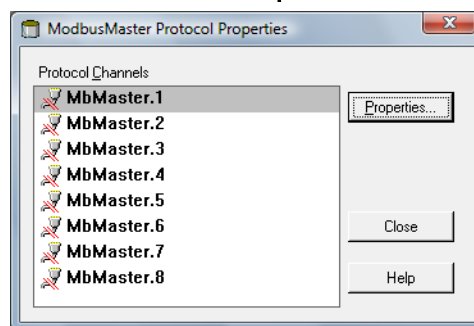 ModbusMaster Protocol Properties
Protocol Channels
MbMaster.1
MbMaster.2
MbMaster.3
MbMaster.4
MbMaster.5
MbMaster.6
MbMaster.7
MbMaster.8
Properties...
Close
Help